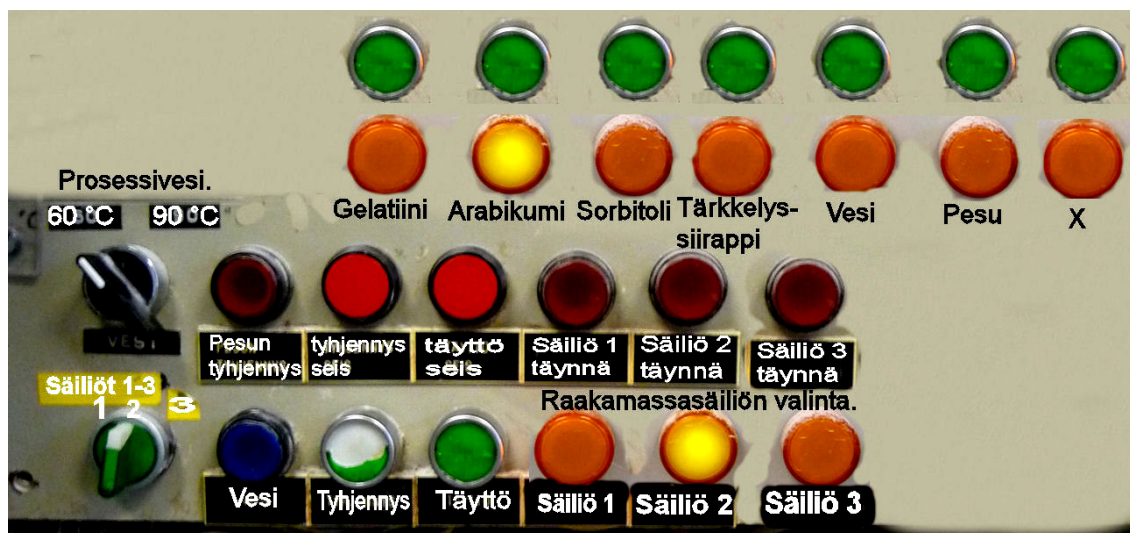 Prosessivesi.
60 °C 90 °C
Gelatiini Arabikumi Sorbitoli Tärkkelys-
siirappi Vesi Pesu X
VESI
Pesun
tyhjennys
tyhjennys
seis
täyttö
seis
Säiliö 1
täynnä
Säiliö 2
täynnä
Säiliö 3
täynnä
Säiliöt 1-3
1 2 3
Raakamassasäiliön valinta.
Vesi Tyhjennys Täyttö Säiliö 1 Säiliö 2 Säiliö 3